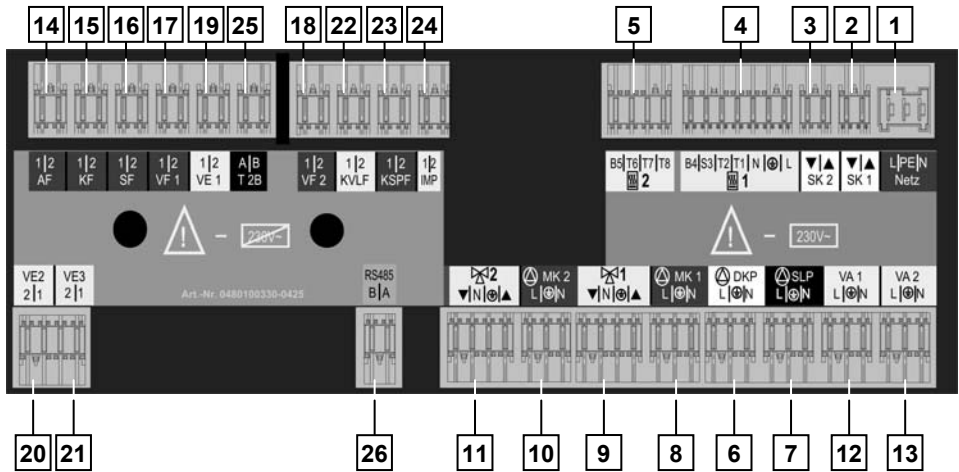 14 15 16 17 19 25 18 22 23 24 5 4 3 2 1
1|2 1|2 1|2 1|2 1|2 A|B 1|2 1|2 1|2 1|2 B5|T6|T7|T8 B4|S3|T2|T1|N|⏚|L ▼|▲ ▼|▲ L|PE|N
AF KF SF VF 1 VE 1 T 2B VF 2 KVLF KSPF IMP 2 1 SK 2 SK 1 Netz
! - 230V~ ! - 230V~
VE2 VE3 RS485 2 MK 2 1 MK 1 DKP SLP VA 1 VA 2
2|1 2|1 B|A ▼|N|⏚|▲ L|⏚|N ▼|N|⏚|▲ L|⏚|N L|⏚|N L|⏚|N L|⏚|N L|⏚|N
Art.-Nr. 0480100330-0425
20 21 26 11 10 9 8 6 7 12 13